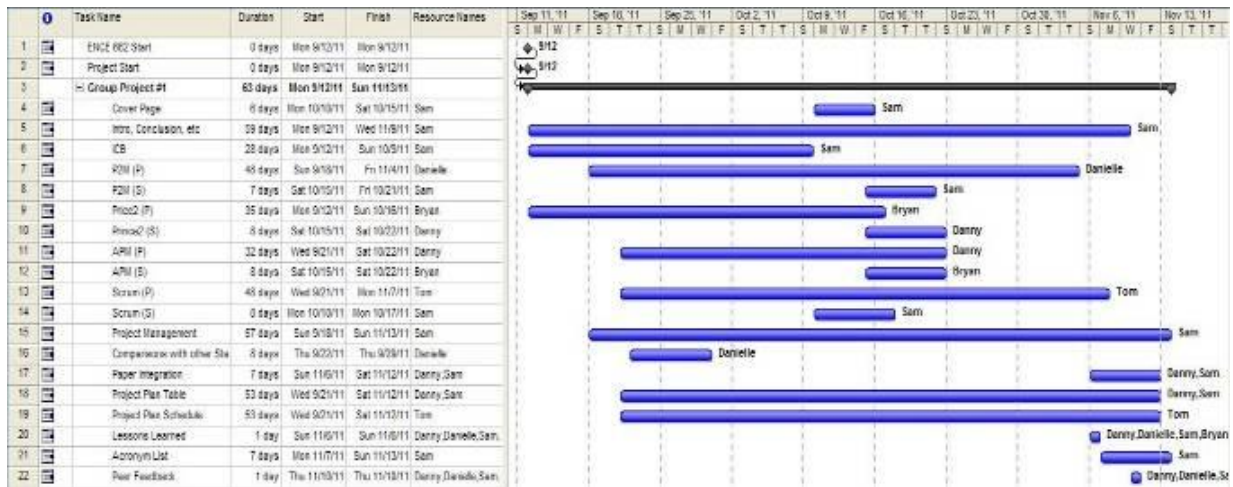 Task Name Duration Start Finish Resource Names Sep 11, '11 Sep 18, '11 Sep 25, '11 Oct 2, '11 Oct 9, '11 Oct 16, '11 Oct 23, '11 Oct 30, '11 Nov 6, '11 Nov 13, '11
S M W F S T T S M W F S T T S M W F S T T S M W F S T T S M W F S T T
1 ENCE 662 Start 0 days Mon 9/12/11 Mon 9/12/11 9/12
2 Project Start 0 days Mon 9/12/11 Mon 9/12/11 9/12
3 Group Project #1 63 days Mon 9/12/11 Sun 11/13/11
4 Cover Page 6 days Mon 10/10/11 Sat 10/15/11 Sam Sam
5 Intro, Conclusion, etc 59 days Mon 9/12/11 Wed 11/9/11 Sam Sam
6 ICB 28 days Mon 9/12/11 Sun 10/9/11 Sam Sam
7 P2M (P) 48 days Sun 9/18/11 Fri 11/4/11 Danielle Danielle
8 P2M (S) 7 days Sat 10/15/11 Fri 10/21/11 Sam Sam
9 Price2 (P) 35 days Mon 9/12/11 Sun 10/16/11 Bryan Bryan
10 Prince2 (S) 8 days Sat 10/15/11 Sat 10/22/11 Danny Danny
11 APM (P) 32 days Wed 9/21/11 Sat 10/22/11 Danny Danny
12 APM (S) 8 days Sat 10/15/11 Sat 10/22/11 Bryan Bryan
13 Scrum (P) 48 days Wed 9/21/11 Mon 11/7/11 Tom Tom
14 Scrum (S) 8 days Mon 10/10/11 Mon 10/17/11 Sam Sam
15 Project Management 57 days Sun 9/18/11 Sun 11/13/11 Sam Sam
16 Comparisons with other Sta 8 days Thu 9/22/11 Thu 9/29/11 Danielle Danielle
17 Paper Integration 7 days Sun 11/6/11 Sat 11/12/11 Danny,Sam Danny,Sam
18 Project Plan Table 53 days Wed 9/21/11 Sat 11/12/11 Danny,Sam Danny,Sam
19 Project Plan Schedule 53 days Wed 9/21/11 Sat 11/12/11 Tom Tom
20 Lessons Learned 1 day Sun 11/6/11 Sun 11/6/11 Danny,Danielle,Sam, Danny,Danielle,Sam,Bryan
21 Acronym List 7 days Mon 11/7/11 Sun 11/13/11 Sam Sam
22 Peer Feedback 1 day Thu 11/10/11 Thu 11/10/11 Danny,Danielle,Sam, Danny,Danielle,Sa